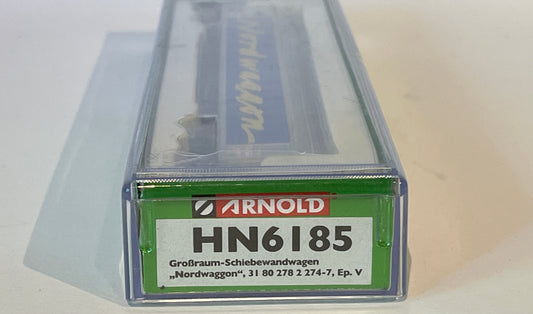 Nordwaggon
ARNOLD
HN6185
Großraum-Schiebewandwagen
„Nordwaggon“, 31 80 278 2 274-7, Ep. V